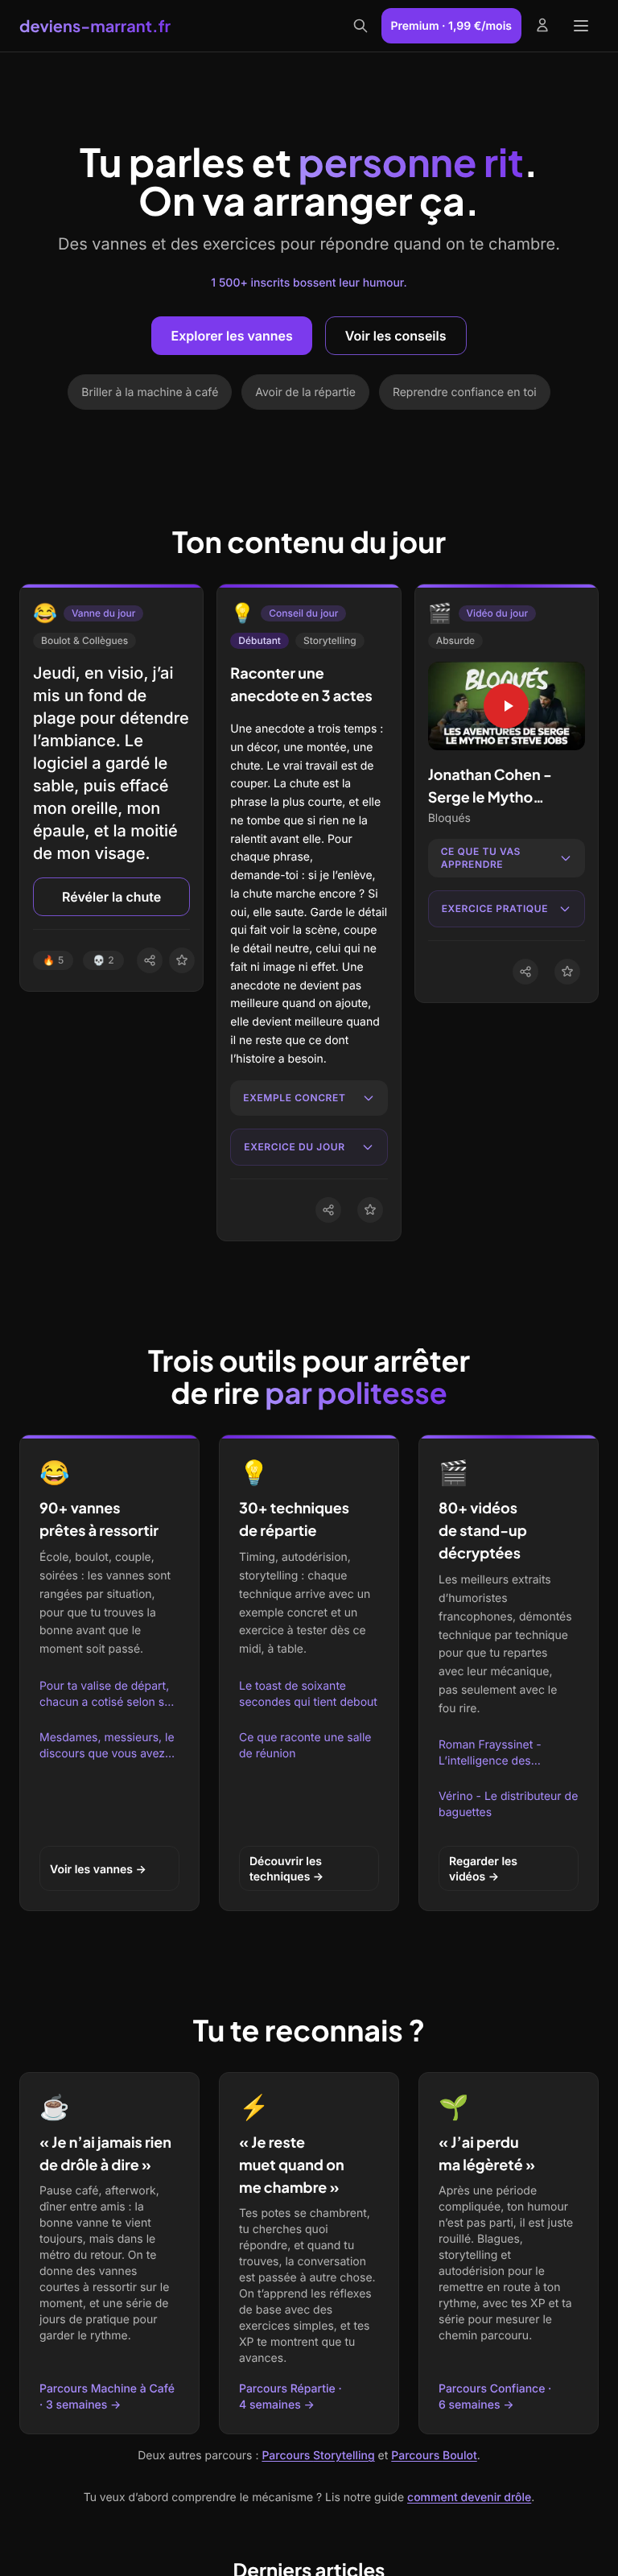 deviens-marrant.fr
Premium · 1,99 €/mois
Tu parles et personne rit.
On va arranger ça.
Des vannes et des exercices pour répondre quand on te chambre.
1 500+ inscrits bossent leur humour.
Explorer les vannes
Voir les conseils
Briller à la machine à café
Avoir de la répartie
Reprendre confiance en toi
Ton contenu du jour
Vanne du jour
Boulot & Collègues
Jeudi, en visio, j’ai
mis un fond de
plage pour détendre
l’ambiance. Le
logiciel a gardé le
sable, puis effacé
mon oreille, mon
épaule, et la moitié
de mon visage.
Révéler la chute
5
2
Conseil du jour
Débutant
Storytelling
Raconter une
anecdote en 3 actes
Une anecdote a trois temps :
un décor, une montée, une
chute. Le vrai travail est de
couper. La chute est la
phrase la plus courte, et elle
ne tombe que si rien ne la
ralentit avant elle. Pour
chaque phrase,
demande-toi : si je l’enlève,
la chute marche encore ? Si
oui, elle saute. Garde le détail
qui fait voir la scène, coupe
le détail neutre, celui qui ne
fait ni image ni effet. Une
anecdote ne devient pas
meilleure quand on ajoute,
elle devient meilleure quand
il ne reste que ce dont
l’histoire a besoin.
EXEMPLE CONCRET
EXERCICE DU JOUR
Vidéo du jour
Absurde
BLOQUÉS
LES AVENTURES DE SERGE
LE MYTHO ET STEVE JOBS
Jonathan Cohen -
Serge le Mytho…
Bloqués
CE QUE TU VAS
APPRENDRE
EXERCICE PRATIQUE
Trois outils pour arrêter
de rire par politesse
90+ vannes
prêtes à ressortir
École, boulot, couple,
soirées : les vannes sont
rangées par situation,
pour que tu trouves la
bonne avant que le
moment soit passé.
Pour ta valise de départ,
chacun a cotisé selon s…
Mesdames, messieurs, le
discours que vous avez…
Voir les vannes →
30+ techniques
de répartie
Timing, autodérision,
storytelling : chaque
technique arrive avec un
exemple concret et un
exercice à tester dès ce
midi, à table.
Le toast de soixante
secondes qui tient debout
Ce que raconte une salle
de réunion
Découvrir les
techniques →
80+ vidéos
de stand-up
décryptées
Les meilleurs extraits
d’humoristes
francophones, démontés
technique par technique
pour que tu repartes
avec leur mécanique,
pas seulement avec le
fou rire.
Roman Frayssinet -
L’intelligence des…
Vérino - Le distributeur de
baguettes
Regarder les
vidéos →
Tu te reconnais ?
« Je n’ai jamais rien
de drôle à dire »
Pause café, afterwork,
dîner entre amis : la
bonne vanne te vient
toujours, mais dans le
métro du retour. On te
donne des vannes
courtes à ressortir sur le
moment, et une série de
jours de pratique pour
garder le rythme.
Parcours Machine à Café
· 3 semaines →
« Je reste
muet quand on
me chambre »
Tes potes se chambrent,
tu cherches quoi
répondre, et quand tu
trouves, la conversation
est passée à autre chose.
On t’apprend les réflexes
de base avec des
exercices simples, et tes
XP te montrent que tu
avances.
Parcours Répartie ·
4 semaines →
« J’ai perdu
ma légèreté »
Après une période
compliquée, ton humour
n’est pas parti, il est juste
rouillé. Blagues,
storytelling et
autodérision pour le
remettre en route à ton
rythme, avec tes XP et ta
série pour mesurer le
chemin parcouru.
Parcours Confiance ·
6 semaines →
Deux autres parcours : Parcours Storytelling et Parcours Boulot.
Tu veux d’abord comprendre le mécanisme ? Lis notre guide comment devenir drôle.
Derniers articles